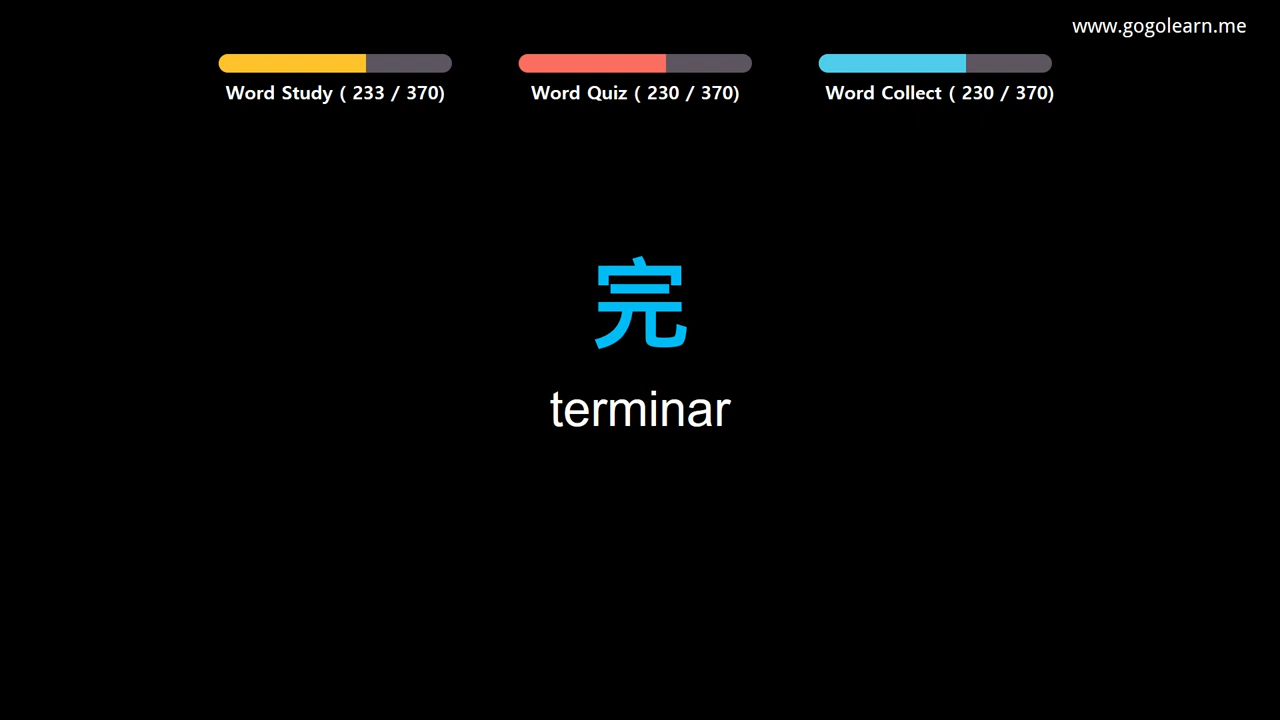 www.gogolearn.me
Word Study ( 233 / 370)
Word Quiz ( 230 / 370)
Word Collect ( 230 / 370)
完
terminar